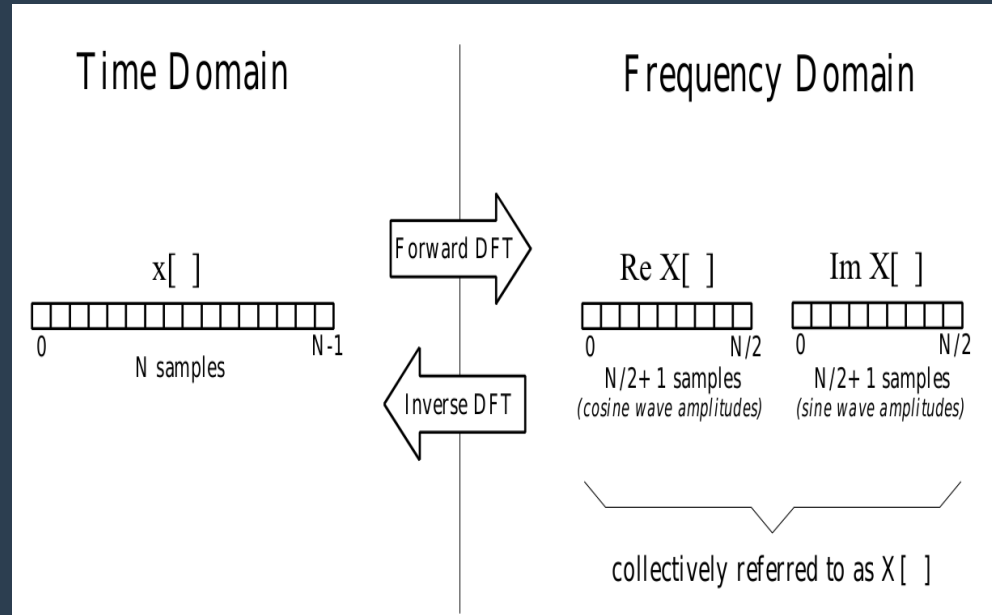 Time Domain
Frequency Domain
Forward DFT
x[ ]
0
N-1
N samples
Inverse DFT
Re X[ ]
0
N/2
N/2+1 samples
(cosine wave amplitudes)
Im X[ ]
0
N/2
N/2+1 samples
(sine wave amplitudes)
collectively referred to as X[ ]